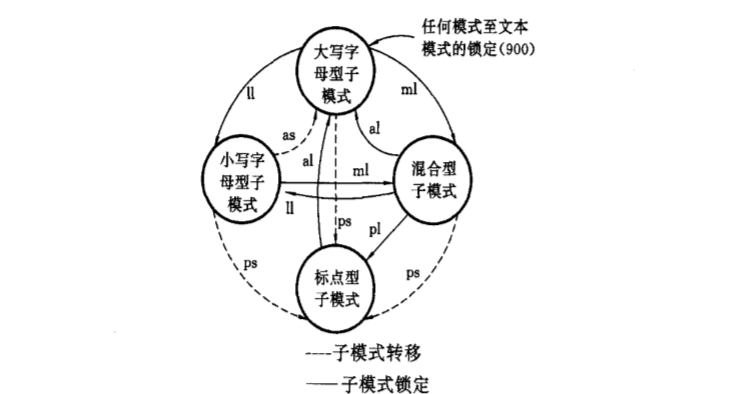 任何模式至文本
模式的锁定(900)
大写字
母型子
模式
ll
ml
as
al
al
小写字
母型子
模式
ml
混合型
子模式
ll
ps
pl
ps
ps
标点型
子模式
----子模式转移
——子模式锁定